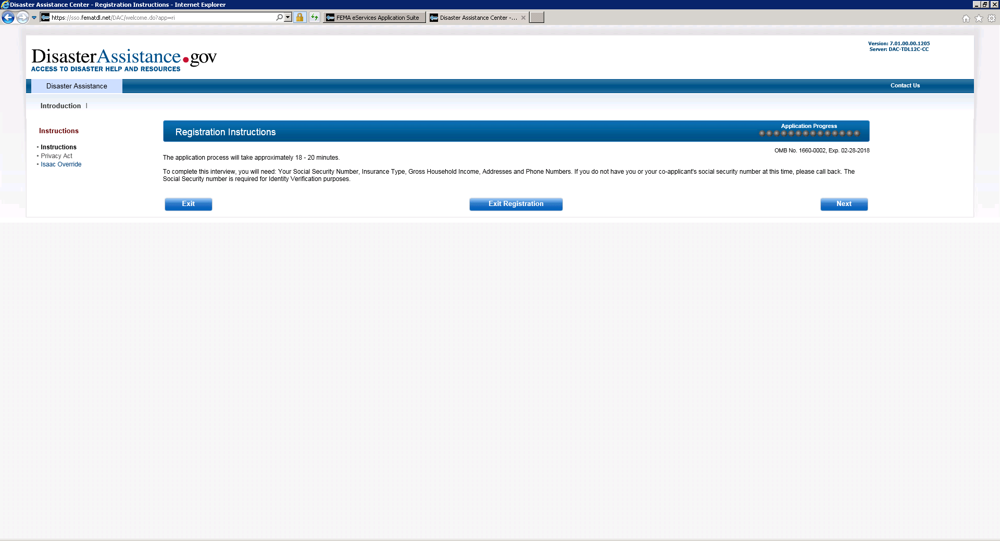 Disaster Assistance Center - Registration Instructions - Internet Explorer
https://sso.fematdl.net/DAC/welcome.do?app=ri
FEMA eServices Application Suite
Disaster Assistance Center -...
Version: 7.01.00.00.1205
Server: DAC-TDL12C-CC
DisasterAssistance.gov
ACCESS TO DISASTER HELP AND RESOURCES
Disaster Assistance
Contact Us
Introduction |
Instructions
• Instructions
• Privacy Act
• Isaac Override
Registration Instructions
Application Progress
OMB No. 1660-0002, Exp. 02-28-2018
The application process will take approximately 18 - 20 minutes.
To complete this interview, you will need: Your Social Security Number, Insurance Type, Gross Household Income, Addresses and Phone Numbers. If you do not have you or your co-applicant's social security number at this time, please call back. The
Social Security number is required for Identity Verification purposes.
Exit
Exit Registration
Next